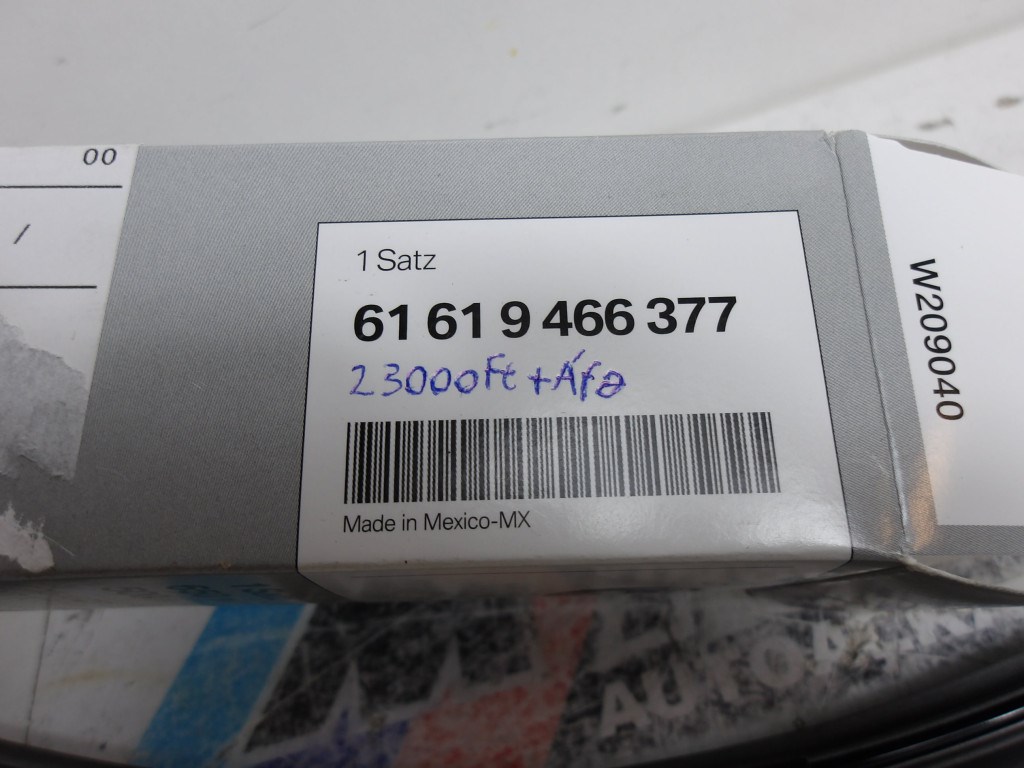 00
/
1 Satz
61 61 9 466 377
23000Ft + Áfa
Made in Mexico-MX
W209040